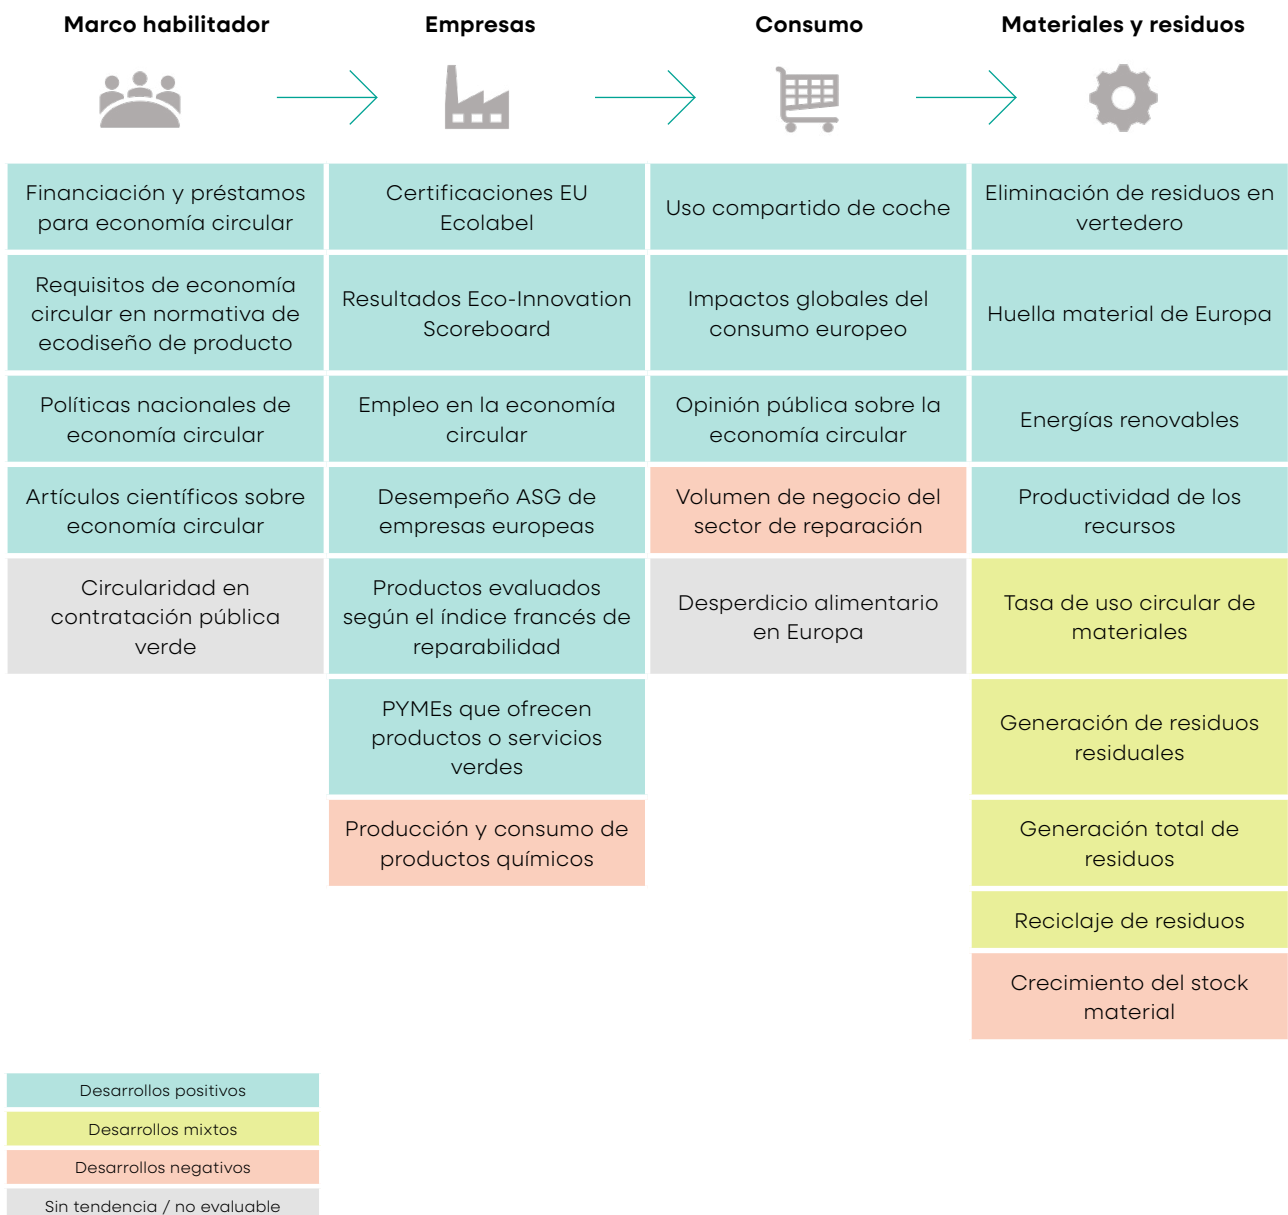 Marco habilitador
Empresas
Consumo
Materiales y residuos
Financiación y préstamos
para economía circular
Requisitos de economía
circular en normativa de
ecodiseño de producto
Políticas nacionales de
economía circular
Artículos científicos sobre
economía circular
Circularidad en
contratación pública
verde
Certificaciones EU
Ecolabel
Resultados Eco-Innovation
Scoreboard
Empleo en la economía
circular
Desempeño ASG de
empresas europeas
Productos evaluados
según el índice francés de
reparabilidad
PYMEs que ofrecen
productos o servicios
verdes
Producción y consumo de
productos químicos
Uso compartido de coche
Impactos globales del
consumo europeo
Opinión pública sobre la
economía circular
Volumen de negocio del
sector de reparación
Desperdicio alimentario
en Europa
Eliminación de residuos en
vertedero
Huella material de Europa
Energías renovables
Productividad de los
recursos
Tasa de uso circular de
materiales
Generación de residuos
residuales
Generación total de
residuos
Reciclaje de residuos
Crecimiento del stock
material
Desarrollos positivos
Desarrollos mixtos
Desarrollos negativos
Sin tendencia / no evaluable